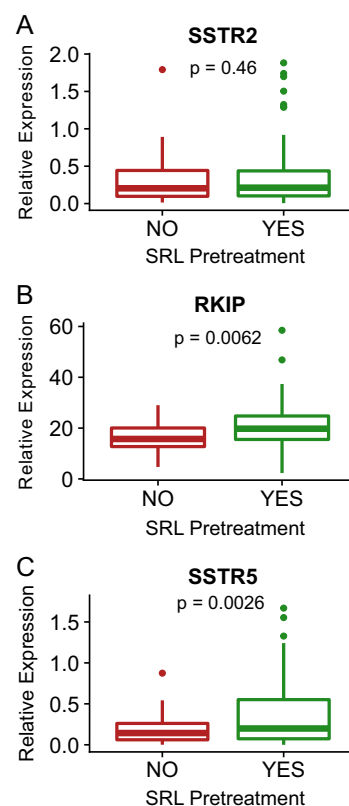 A
SSTR2
p = 0.46
Relative Expression
2.0
1.5
1.0
0.5
0.0
NO YES
SRL Pretreatment
B
RKIP
p = 0.0062
Relative Expression
60
40
20
0
NO YES
SRL Pretreatment
C
SSTR5
p = 0.0026
Relative Expression
1.5
1.0
0.5
0.0
NO YES
SRL Pretreatment